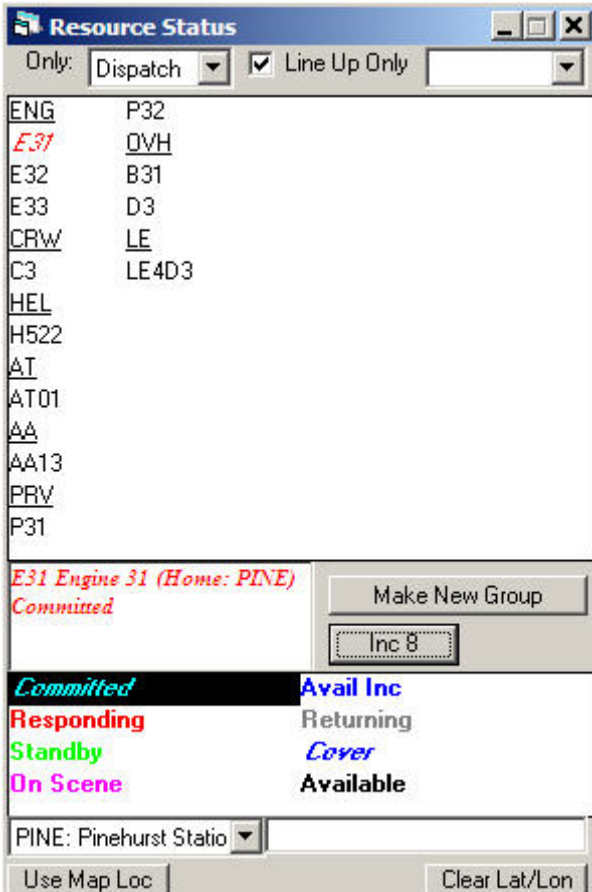 Resource Status
Only: Dispatch Line Up Only
ENG P32
E31 OVH
E32 B31
E33 D3
CRW LE
C3 LE4D3
HEL
H522
AT
AT01
AA
AA13
PRV
P31
E31 Engine 31 (Home: PINE)
Committed
Make New Group
Inc 8
Committed Avail Inc
Responding Returning
Standby Cover
On Scene Available
PINE: Pinehurst Statio
Use Map Loc Clear Lat/Lon